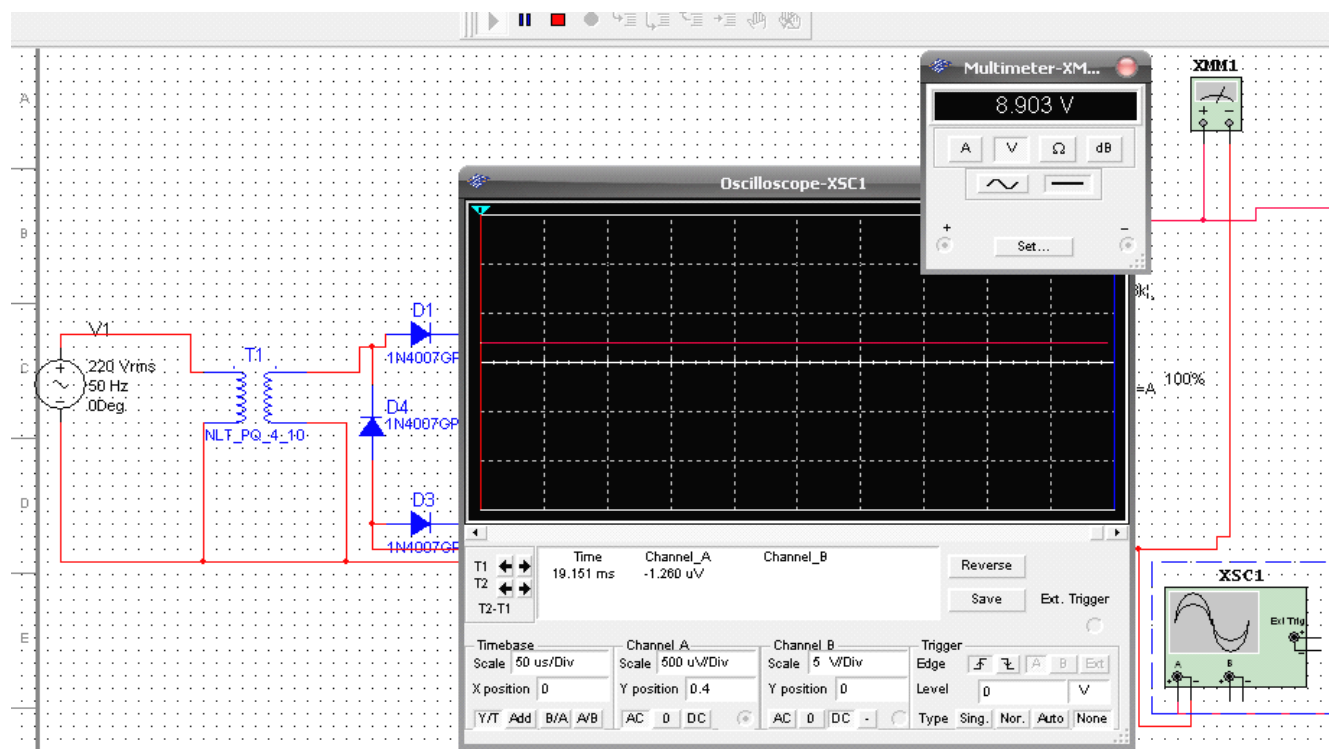 Multimeter-XM...
8.903 V
A V Ω dB
+ −
Set...
XMM1
+ −
Oscilloscope-XSC1
A
B
C
D
E
V1
220 Vrms
50 Hz
0Deg
T1
NLT_PQ_4_10
D1
1N4007GP
D4
1N4007GP
D3
1N4007GP
=A 100%
Time Channel_A Channel_B
19.151 ms -1.260 uV
T1
T2
T2-T1
Reverse
Save
Ext. Trigger
Timebase
Scale 50 us/Div
X position 0
Y/T Add B/A A/B
Channel A
Scale 500 uV/Div
Y position 0.4
AC 0 DC
Channel B
Scale 5 V/Div
Y position 0
AC 0 DC -
Trigger
Edge A B Ext
Level 0 V
Type Sing. Nor. Auto None
XSC1
Ext Trig
+
−
A B
+ − + −